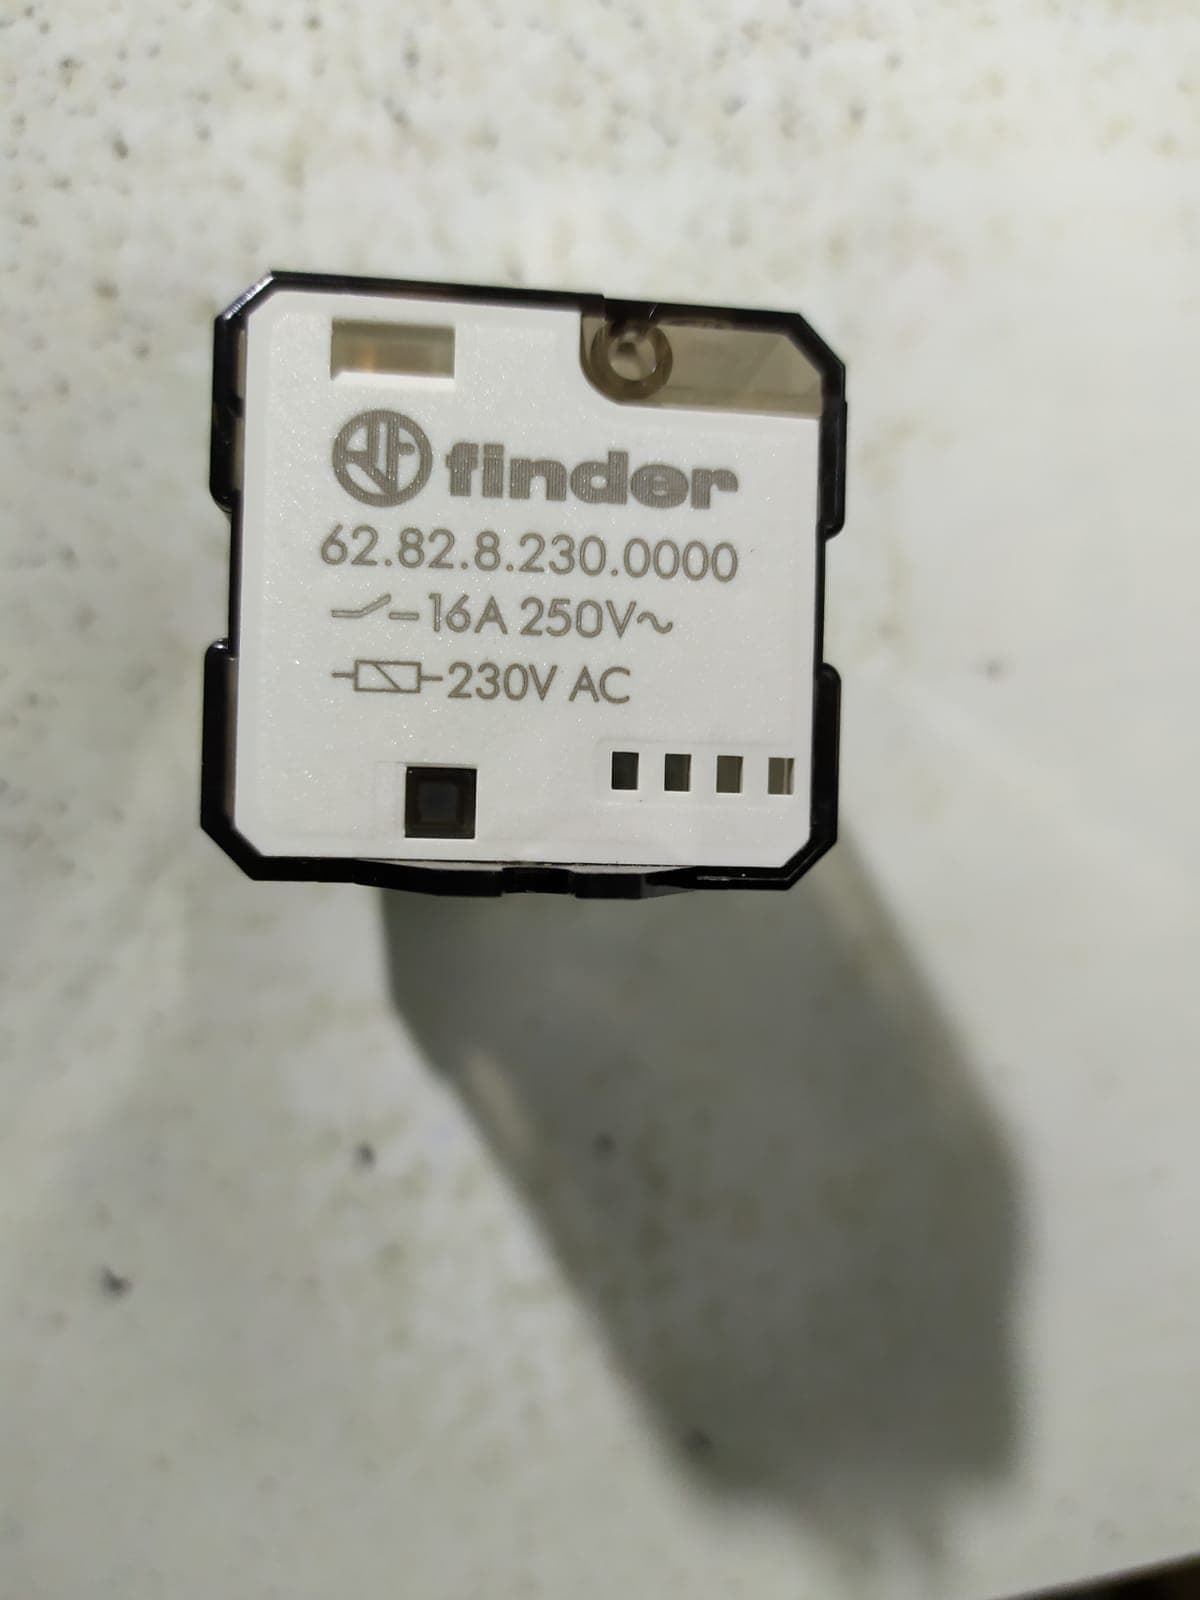 finder
62.82.8.230.0000
16A 250V~
230V AC